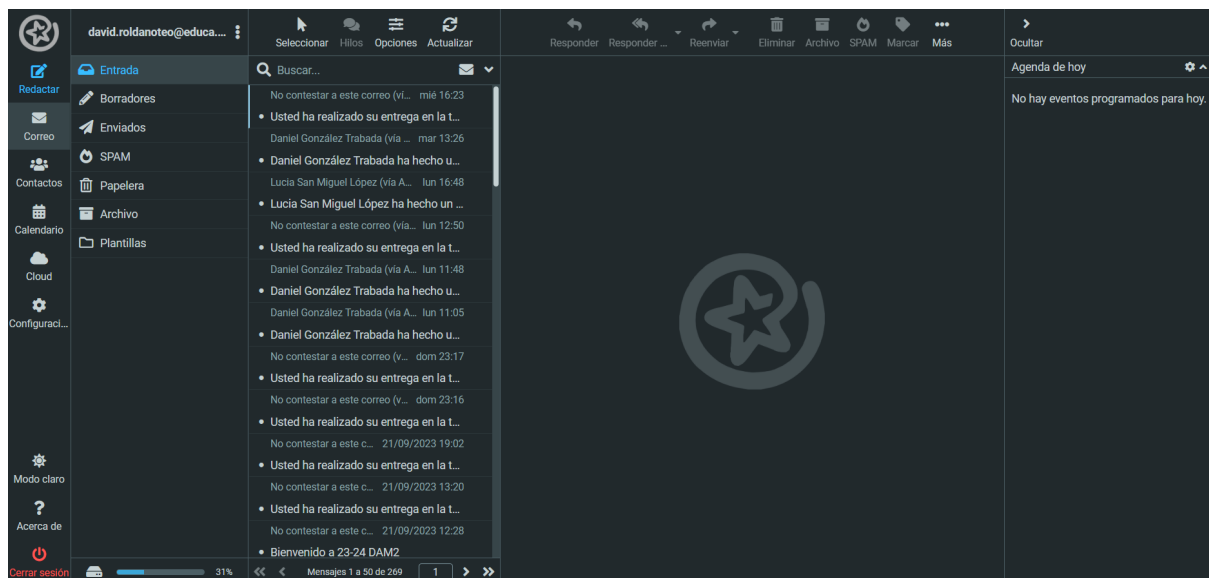 david.roldanoteo@educa....
Seleccionar Hilos Opciones Actualizar
Responder Responder ... Reenviar Eliminar Archivo SPAM Marcar Más
Ocultar
Redactar
Correo
Contactos
Calendario
Cloud
Configuraci...
Modo claro
Acerca de
Cerrar sesión
Entrada
Borradores
Enviados
SPAM
Papelera
Archivo
Plantillas
31%
Buscar...
No contestar a este correo (ví... mié 16:23
Usted ha realizado su entrega en la t...
Daniel González Trabada (vía ... mar 13:26
Daniel González Trabada ha hecho u...
Lucia San Miguel López (vía A... lun 16:48
Lucia San Miguel López ha hecho un ...
No contestar a este correo (vía... lun 12:50
Usted ha realizado su entrega en la t...
Daniel González Trabada (vía A... lun 11:48
Daniel González Trabada ha hecho u...
Daniel González Trabada (vía A... lun 11:05
Daniel González Trabada ha hecho u...
No contestar a este correo (v... dom 23:17
Usted ha realizado su entrega en la t...
No contestar a este correo (v... dom 23:16
Usted ha realizado su entrega en la t...
No contestar a este c... 21/09/2023 19:02
Usted ha realizado su entrega en la t...
No contestar a este c... 21/09/2023 13:20
Usted ha realizado su entrega en la t...
No contestar a este c... 21/09/2023 12:28
Bienvenido a 23-24 DAM2
Mensajes 1 a 50 de 269 1
Agenda de hoy
No hay eventos programados para hoy.